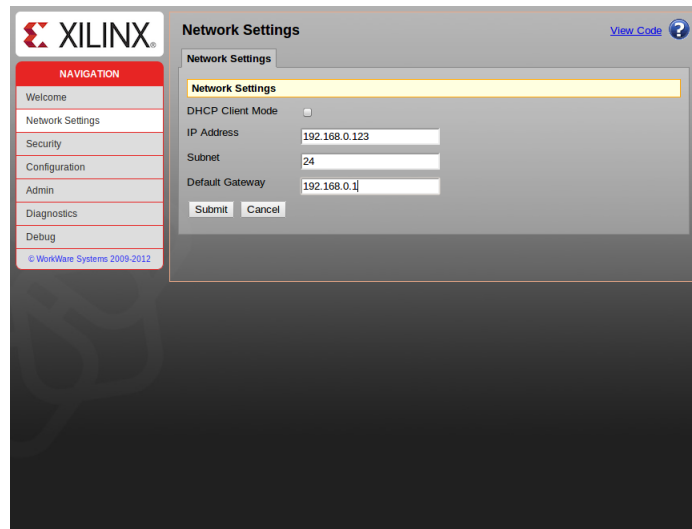 XILINX®
NAVIGATION
Welcome
Network Settings
Security
Configuration
Admin
Diagnostics
Debug
© WorkWare Systems 2009-2012
Network Settings
View Code ?
Network Settings
Network Settings
DHCP Client Mode
IP Address 192.168.0.123
Subnet 24
Default Gateway 192.168.0.1
Submit Cancel